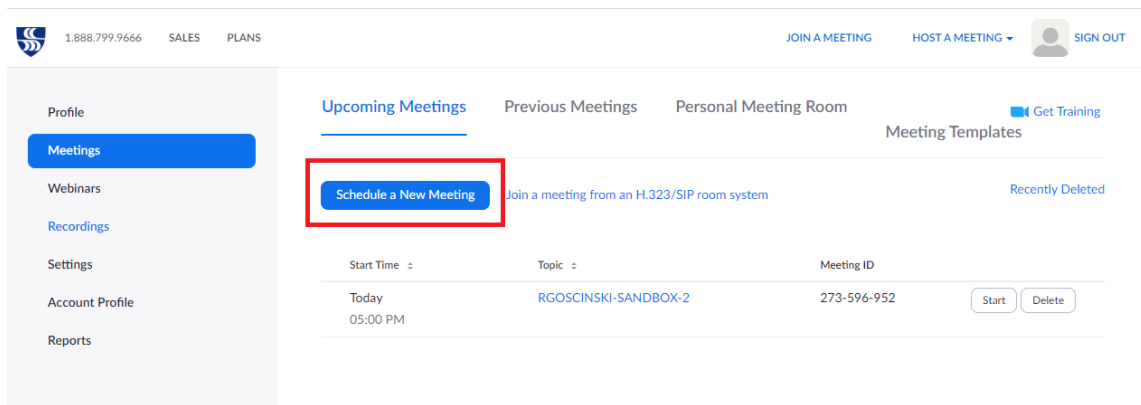 1.888.799.9666 SALES PLANS JOIN A MEETING HOST A MEETING SIGN OUT
Profile
Meetings
Webinars
Recordings
Settings
Account Profile
Reports
Upcoming Meetings Previous Meetings Personal Meeting Room Get Training
Meeting Templates
Schedule a New Meeting Join a meeting from an H.323/SIP room system Recently Deleted
Start Time Topic Meeting ID
Today RGOSCINSKI-SANDBOX-2 273-596-952 Start Delete
05:00 PM